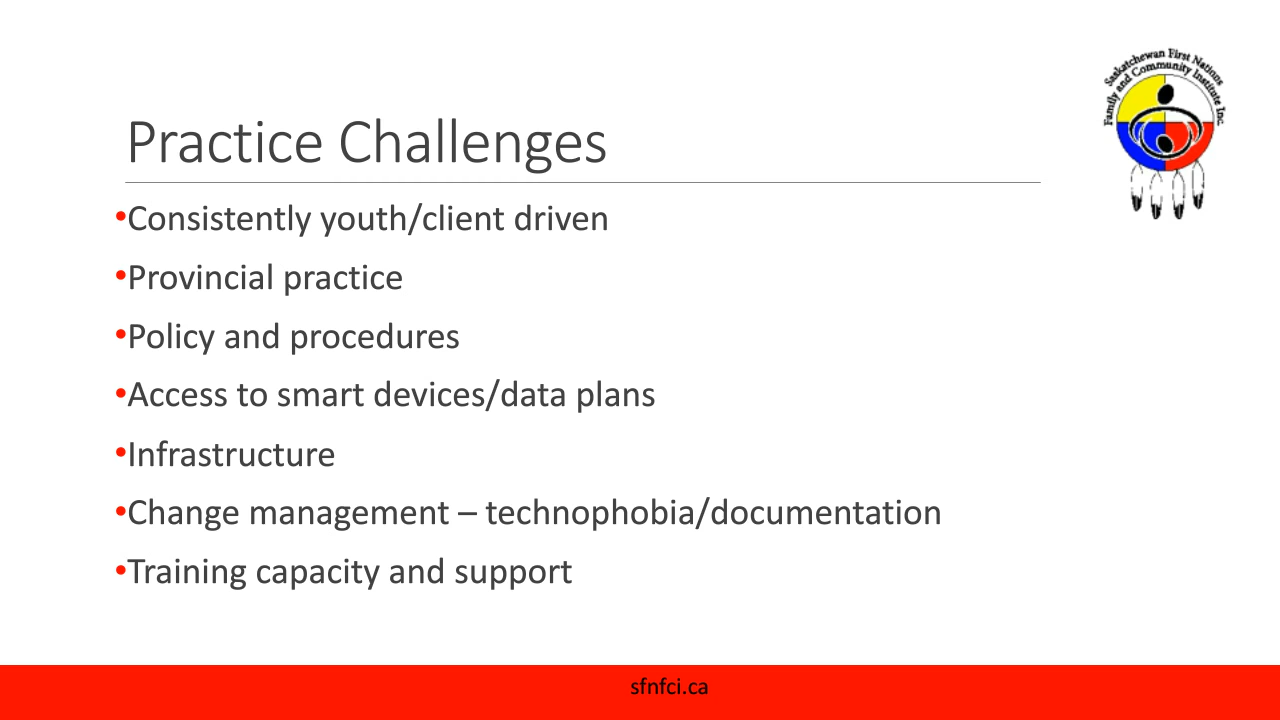 Saskatchewan First Nations
Family and Community Institute Inc.
Practice Challenges
•Consistently youth/client driven
•Provincial practice
•Policy and procedures
•Access to smart devices/data plans
•Infrastructure
•Change management – technophobia/documentation
•Training capacity and support
sfnfci.ca